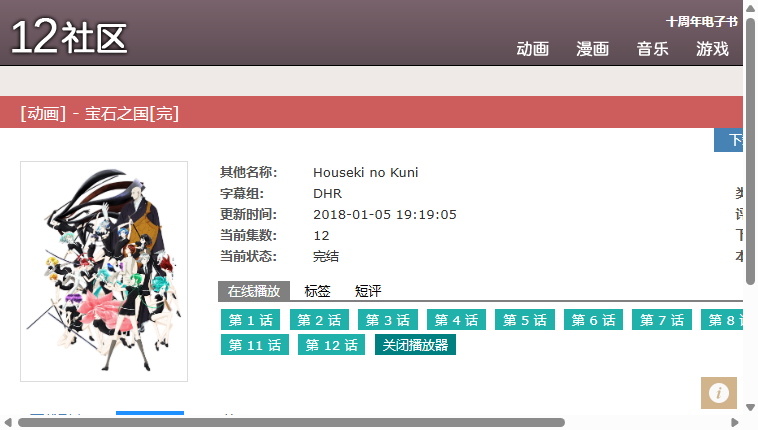 12社区
十周年电子书
动画 漫画 音乐 游戏
[动画] - 宝石之国[完]
其他名称: Houseki no Kuni
字幕组: DHR
更新时间: 2018-01-05 19:19:05
当前集数: 12
当前状态: 完结
在线播放 标签 短评
第 1 话 第 2 话 第 3 话 第 4 话 第 5 话 第 6 话 第 7 话 第 8
第 11 话 第 12 话 关闭播放器